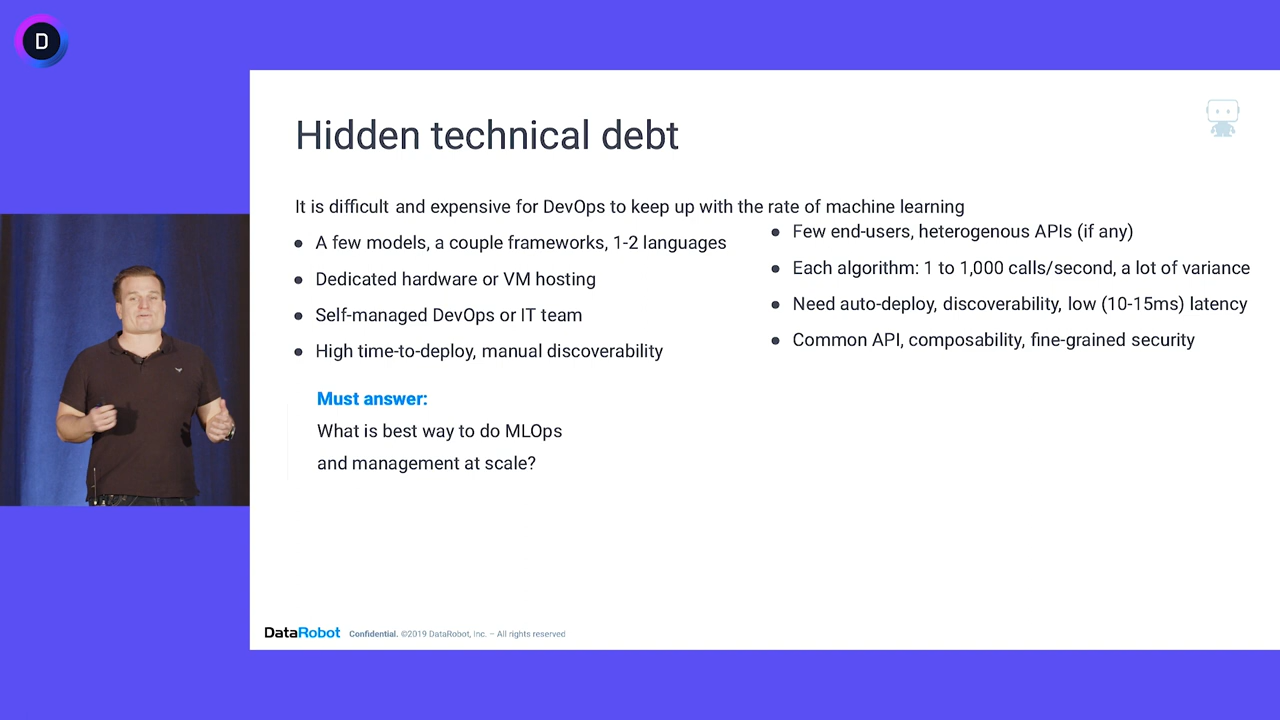 D
Hidden technical debt
It is difficult and expensive for DevOps to keep up with the rate of machine learning
A few models, a couple frameworks, 1-2 languages
Dedicated hardware or VM hosting
Self-managed DevOps or IT team
High time-to-deploy, manual discoverability
Few end-users, heterogenous APIs (if any)
Each algorithm: 1 to 1,000 calls/second, a lot of variance
Need auto-deploy, discoverability, low (10-15ms) latency
Common API, composability, fine-grained security
Must answer:
What is best way to do MLOps
and management at scale?
DataRobot Confidential. ©2019 DataRobot, Inc. – All rights reserved